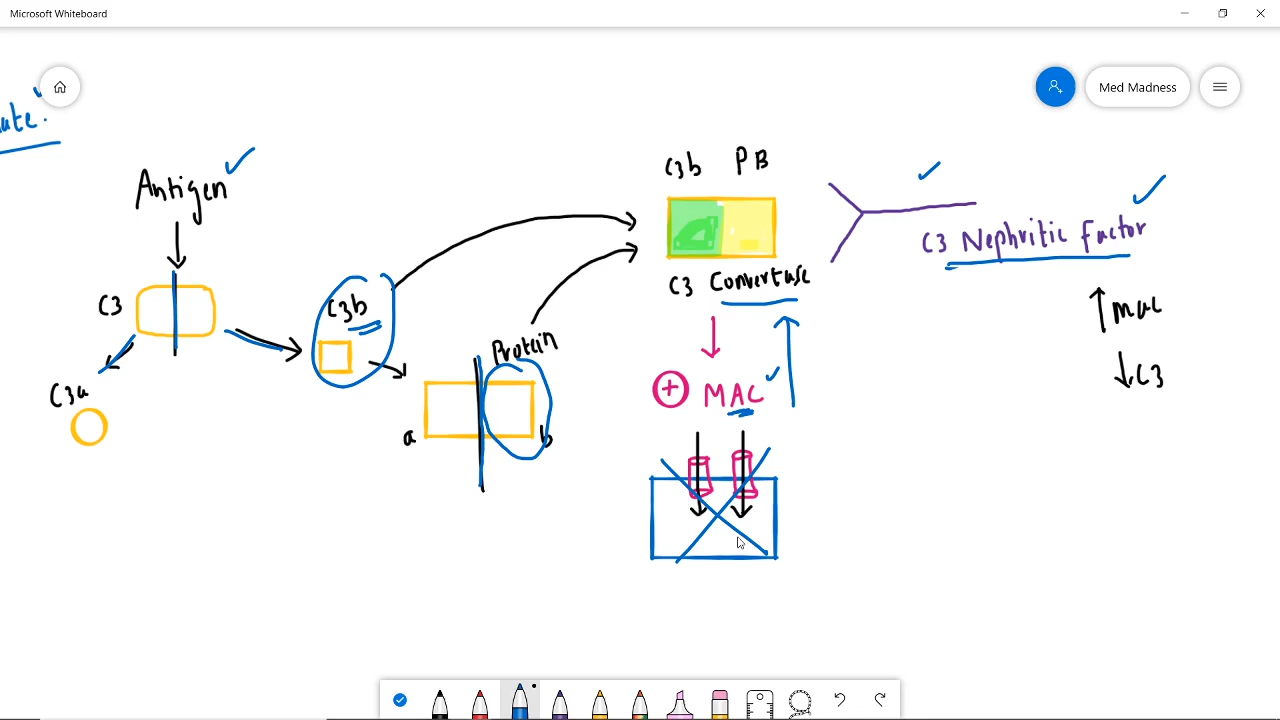 Microsoft Whiteboard
Med Madness
Antigen
C3
C3a
C3b
Protein
a
b
C3b PB
C3 Convertase
+ MAC
C3 Nephritic Factor
↑ MAC
↓ C3